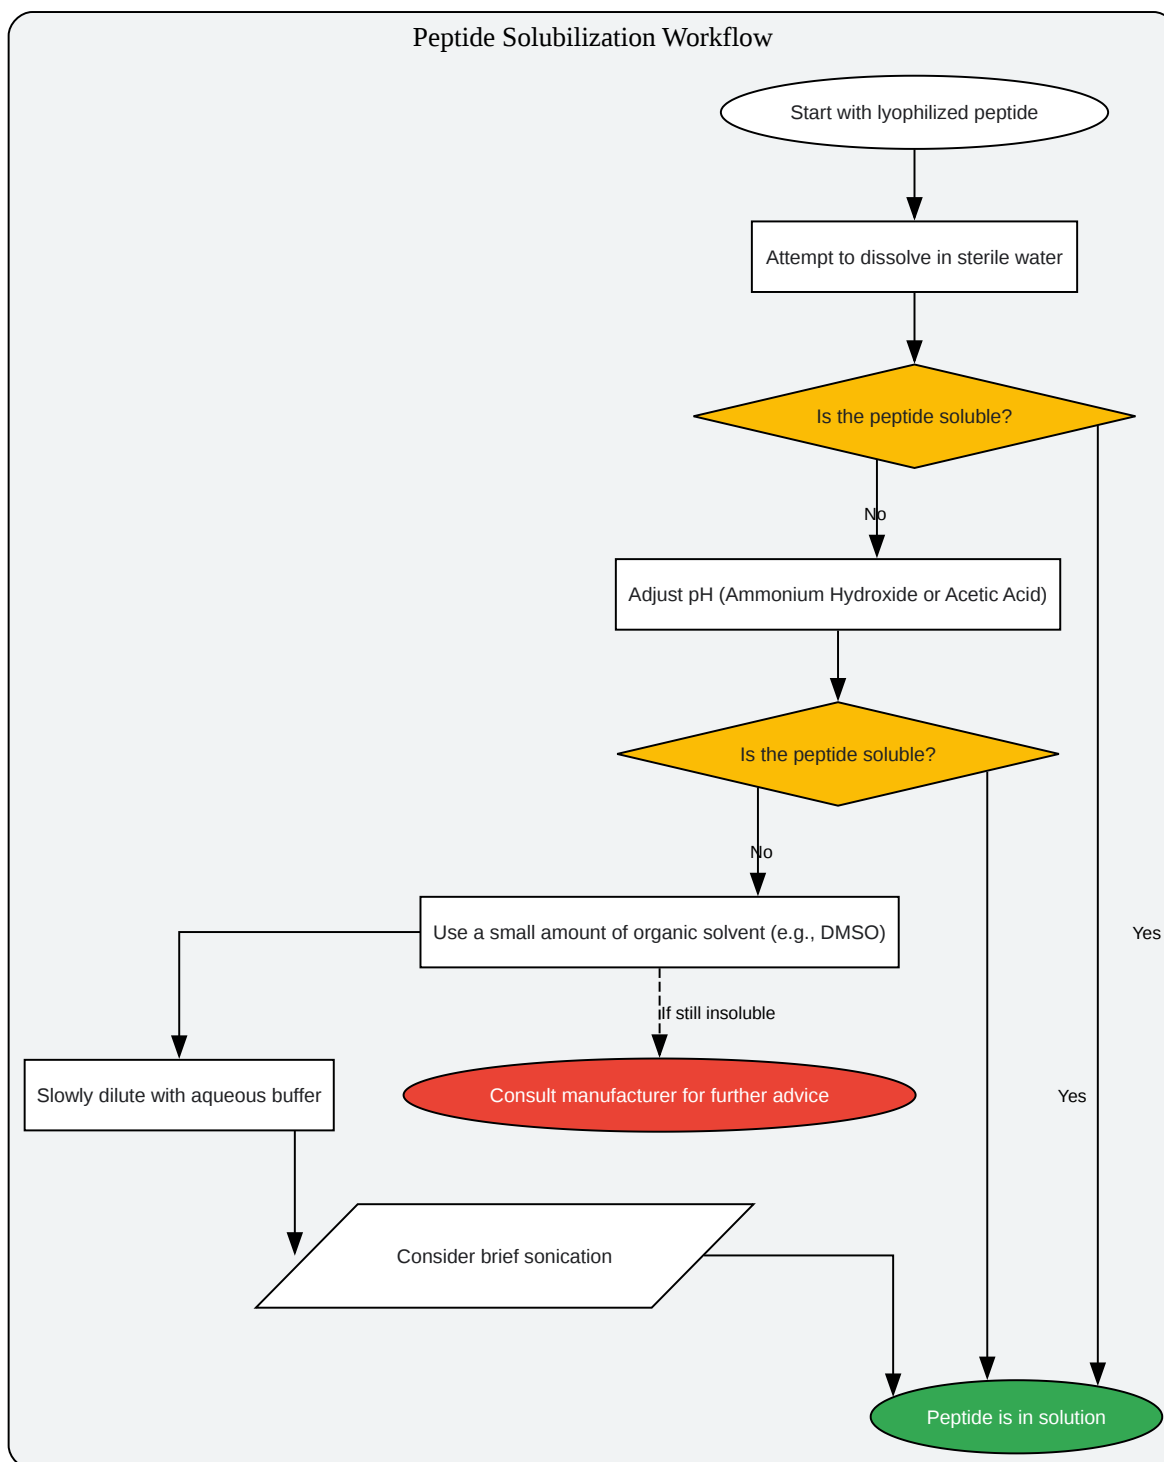 Peptide Solubilization Workflow
Start with lyophilized peptide
Attempt to dissolve in sterile water
Is the peptide soluble?
No
Adjust pH (Ammonium Hydroxide or Acetic Acid)
Is the peptide soluble?
No
Use a small amount of organic solvent (e.g., DMSO)
Yes
If still insoluble
Slowly dilute with aqueous buffer
Consult manufacturer for further advice
Yes
Consider brief sonication
Peptide is in solution